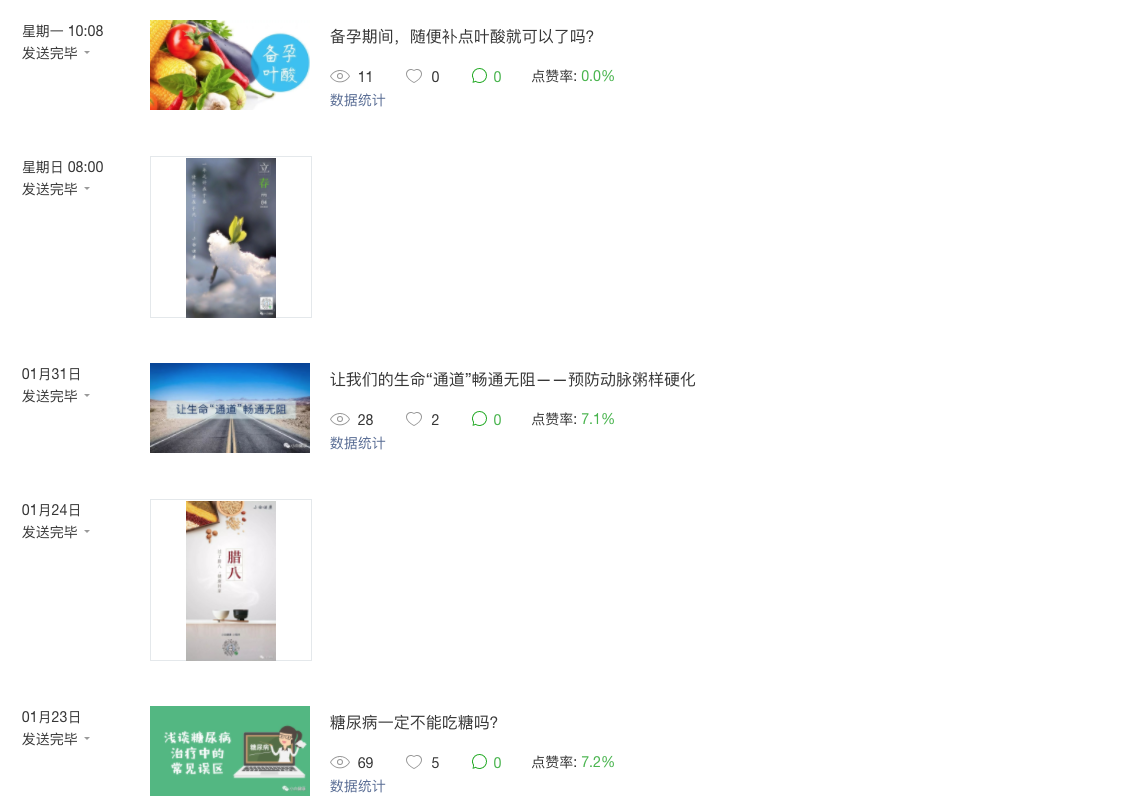 星期一 10:08
发送完毕
备孕
叶酸
备孕期间，随便补点叶酸就可以了吗？
11 0 0 点赞率: 0.0%
数据统计
星期日 08:00
发送完毕
立
春
01月31日
发送完毕
让生命“通道”畅通无阻
让我们的生命“通道”畅通无阻——预防动脉粥样硬化
28 2 0 点赞率: 7.1%
数据统计
01月24日
发送完毕
腊
八
01月23日
发送完毕
浅谈糖尿病
治疗中的
常见误区
糖尿病
糖尿病一定不能吃糖吗？
69 5 0 点赞率: 7.2%
数据统计